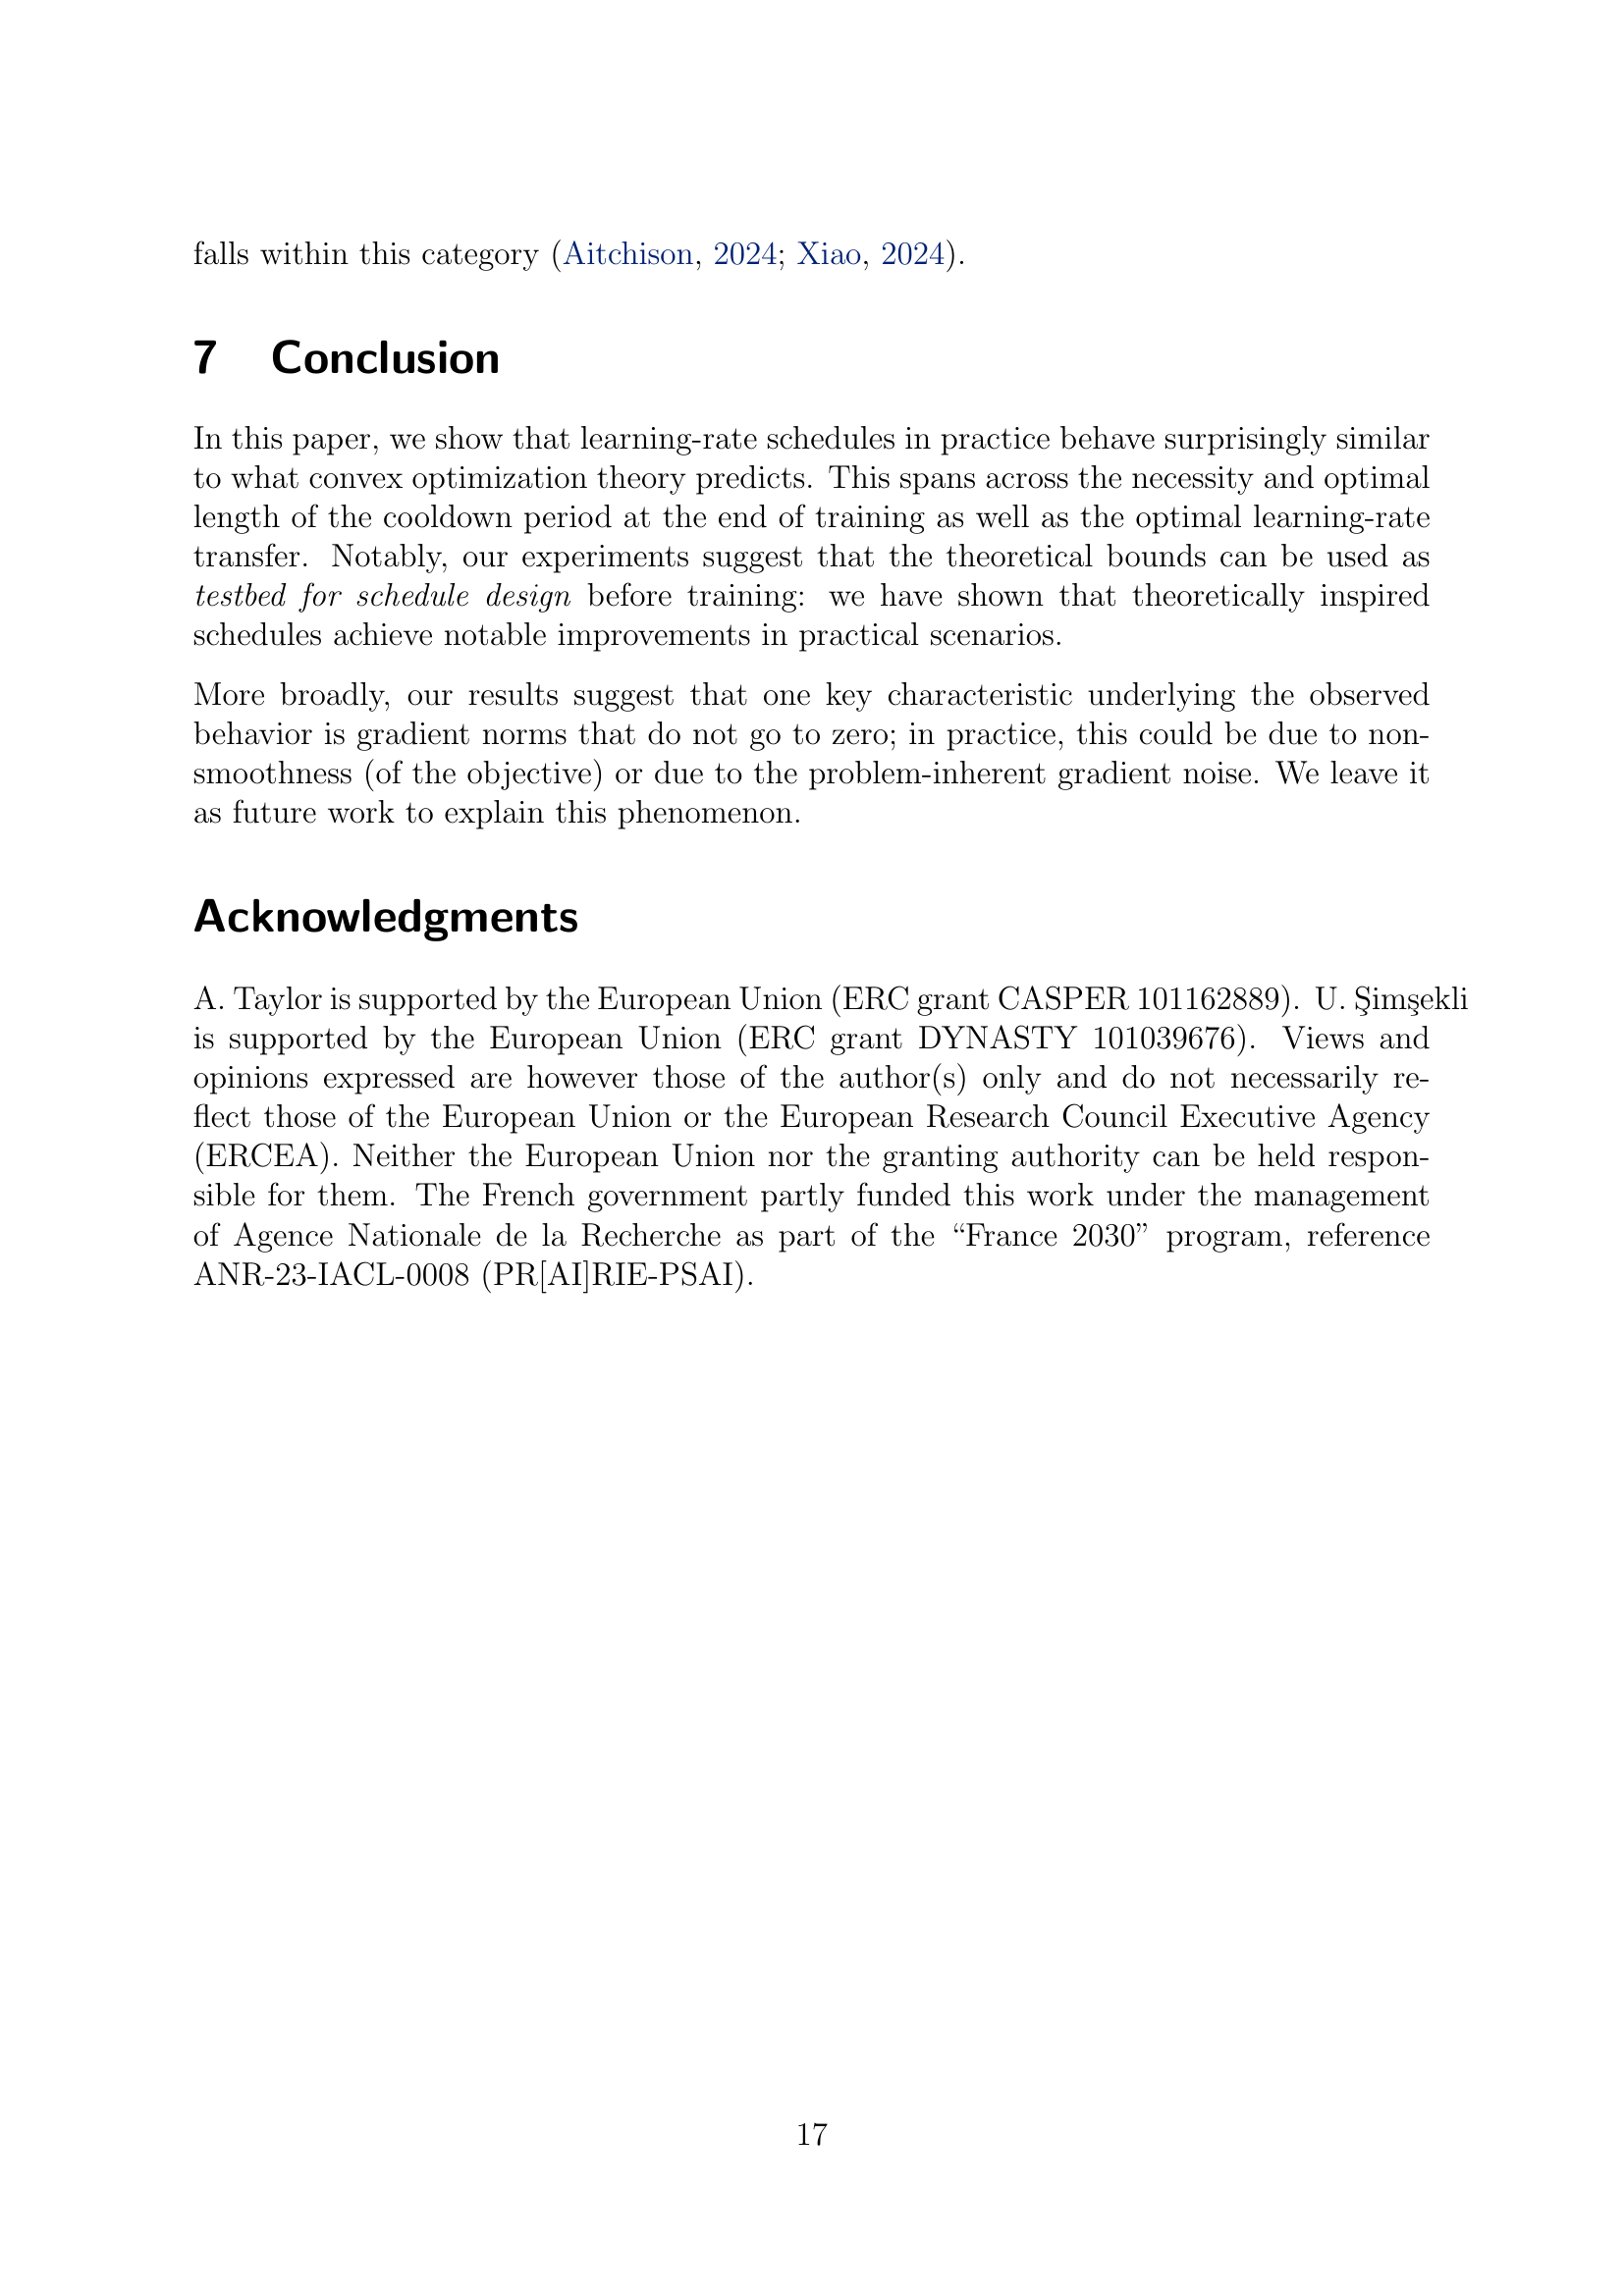 falls within this category (Aitchison, 2024; Xiao, 2024).
7 Conclusion
In this paper, we show that learning-rate schedules in practice behave surprisingly similar
to what convex optimization theory predicts. This spans across the necessity and optimal
length of the cooldown period at the end of training as well as the optimal learning-rate
transfer. Notably, our experiments suggest that the theoretical bounds can be used as
testbed for schedule design before training: we have shown that theoretically inspired
schedules achieve notable improvements in practical scenarios.
More broadly, our results suggest that one key characteristic underlying the observed
behavior is gradient norms that do not go to zero; in practice, this could be due to non-
smoothness (of the objective) or due to the problem-inherent gradient noise. We leave it
as future work to explain this phenomenon.
Acknowledgments
A. Taylor is supported by the European Union (ERC grant CASPER 101162889). U. Şimşekli
is supported by the European Union (ERC grant DYNASTY 101039676). Views and
opinions expressed are however those of the author(s) only and do not necessarily re-
flect those of the European Union or the European Research Council Executive Agency
(ERCEA). Neither the European Union nor the granting authority can be held respon-
sible for them. The French government partly funded this work under the management
of Agence Nationale de la Recherche as part of the “France 2030” program, reference
ANR-23-IACL-0008 (PR[AI]RIE-PSAI).
17